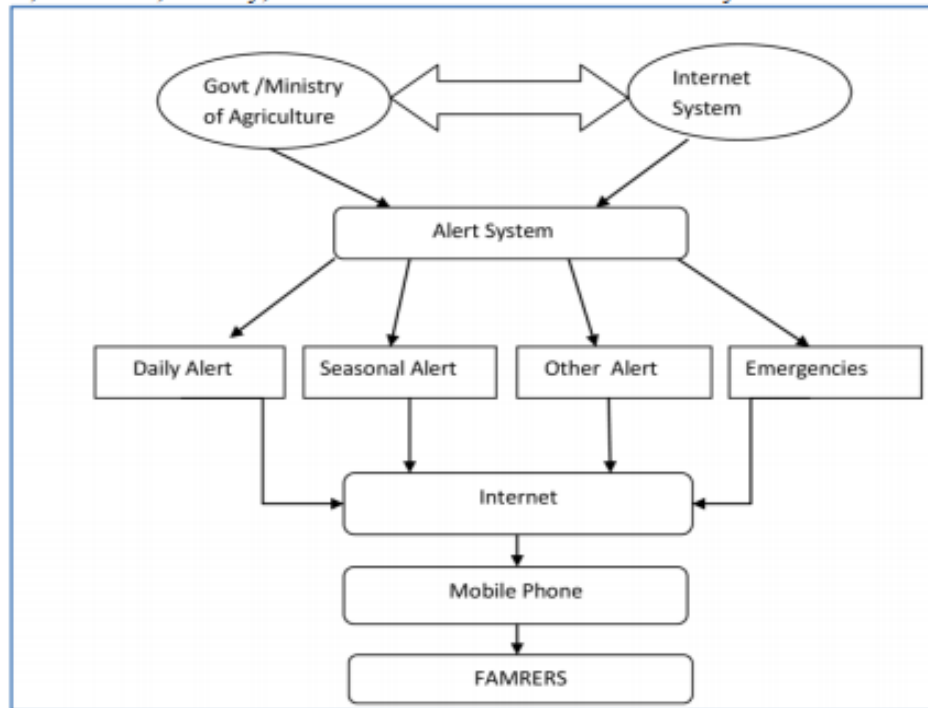 Govt /Ministry
of Agriculture
Internet
System
Alert System
Daily Alert
Seasonal Alert
Other Alert
Emergencies
Internet
Mobile Phone
FAMRERS